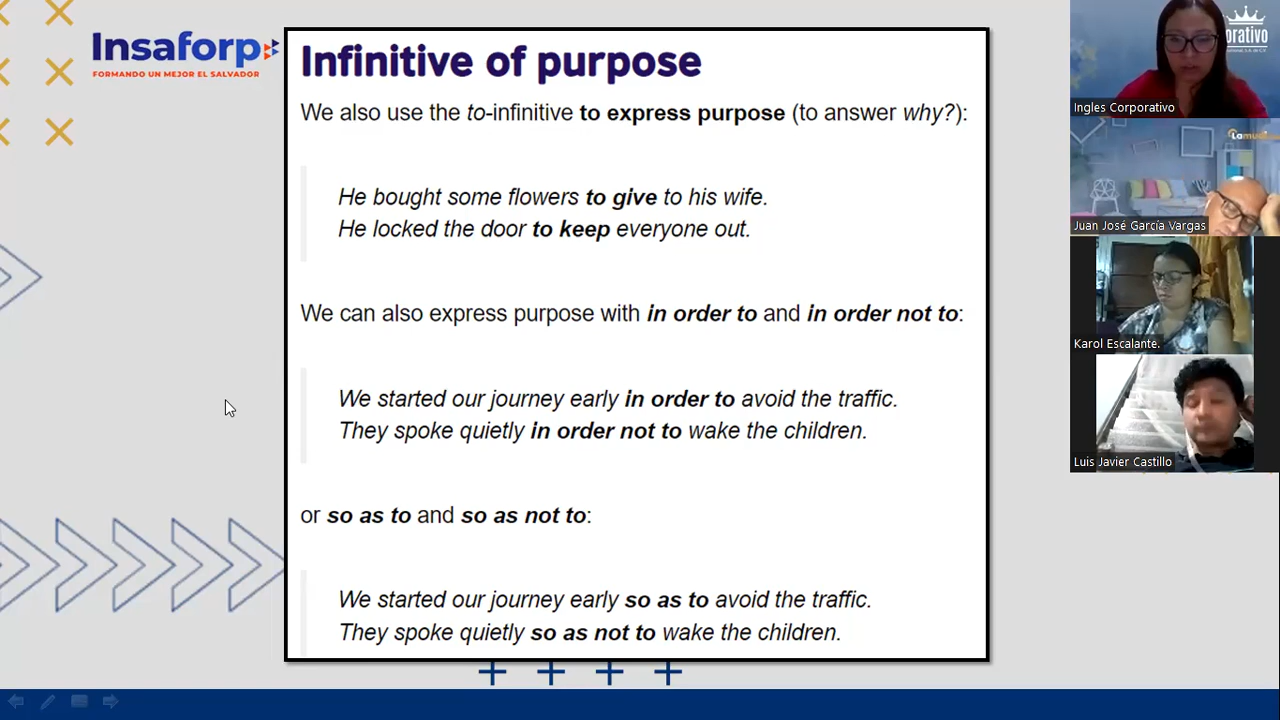 Insaforp
FORMANDO UN MEJOR EL SALVADOR
Infinitive of purpose
We also use the to-infinitive to express purpose (to answer why?):
He bought some flowers to give to his wife.
He locked the door to keep everyone out.
We can also express purpose with in order to and in order not to:
We started our journey early in order to avoid the traffic.
They spoke quietly in order not to wake the children.
or so as to and so as not to:
We started our journey early so as to avoid the traffic.
They spoke quietly so as not to wake the children.
orativo
Ingles Corporativo
Juan José García Vargas
Karol Escalante.
Luis Javier Castillo